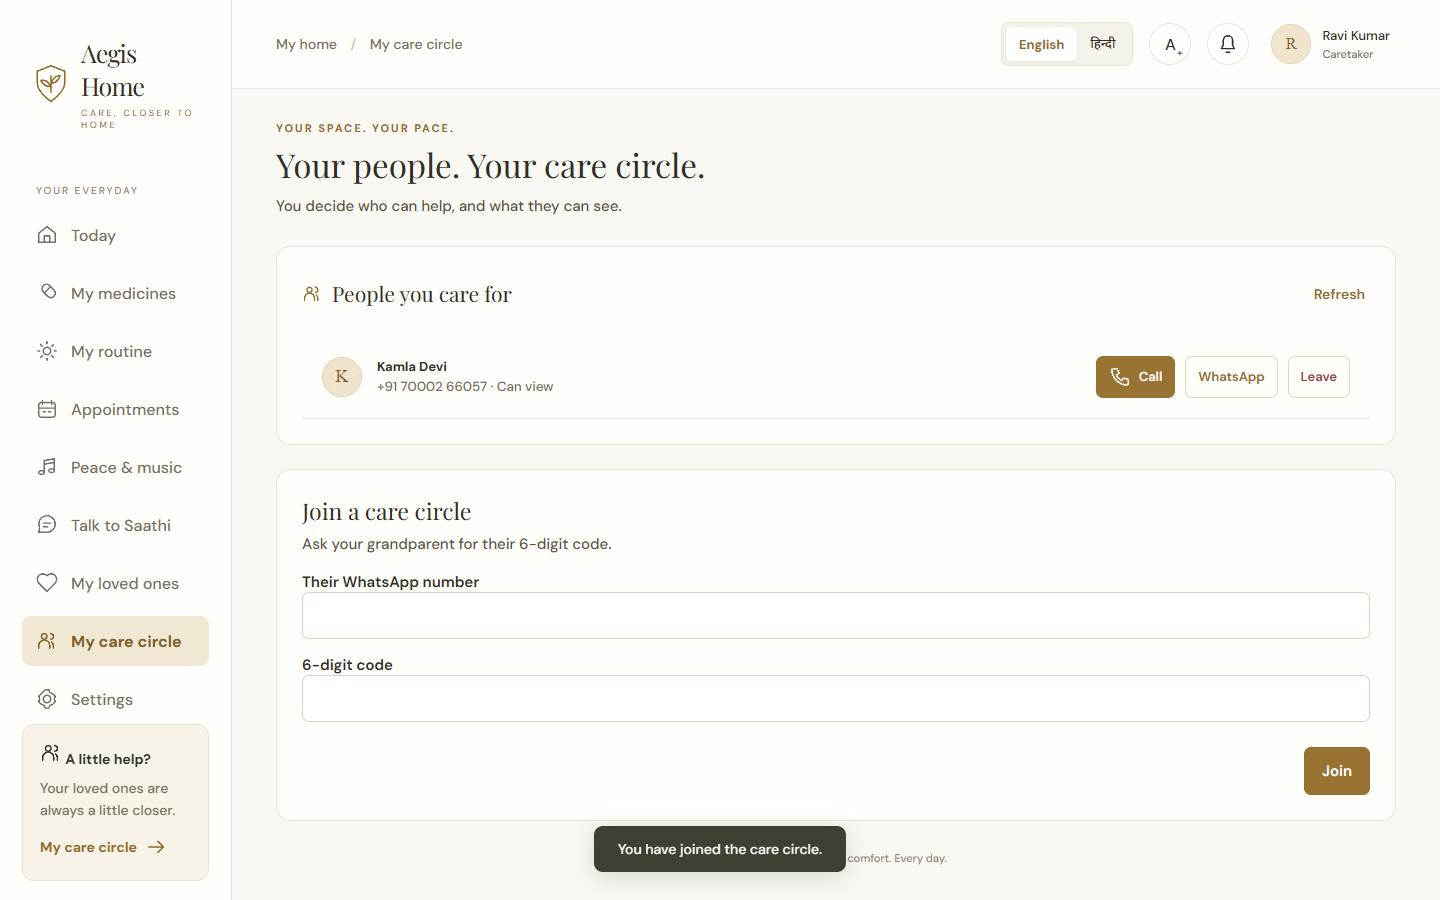 Aegis
Home
CARE, CLOSER TO
HOME
YOUR EVERYDAY
Today
My medicines
My routine
Appointments
Peace & music
Talk to Saathi
My loved ones
My care circle
Settings
A little help?
Your loved ones are
always a little closer.
My care circle
My home / My care circle
English हिन्दी
A+
R
Ravi Kumar
Caretaker
YOUR SPACE. YOUR PACE.
Your people. Your care circle.
You decide who can help, and what they can see.
People you care for
Refresh
K
Kamla Devi
+91 70002 66057 · Can view
Call
WhatsApp
Leave
Join a care circle
Ask your grandparent for their 6-digit code.
Their WhatsApp number
6-digit code
Join
You have joined the care circle.
comfort. Every day.